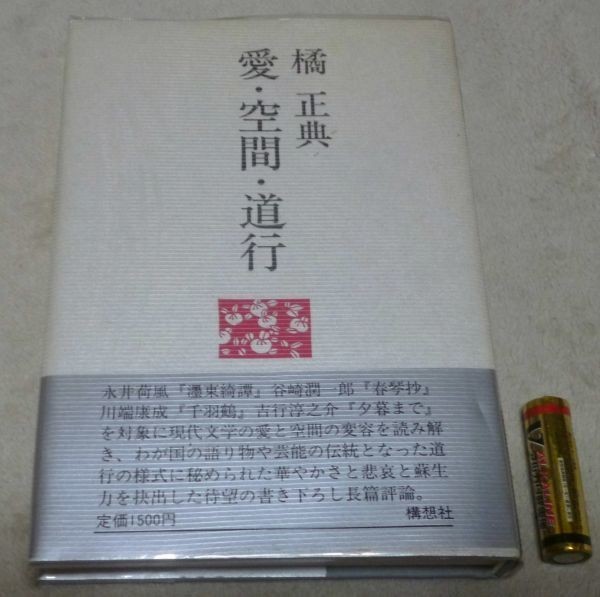 橘 正典
愛・空間・道行
永井荷風『濹東綺譚』谷崎潤一郎『春琴抄』
川端康成『千羽鶴』吉行淳之介『夕暮まで』
を対象に現代文学の愛と空間の変容を読み解
き、わが国の語り物や芸能の伝統となった道
行の様式に秘められた華やかさと悲哀と蘇生
力を抉出した待望の書き下ろし長篇評論。
定価1500円
構想社
ALKALINE